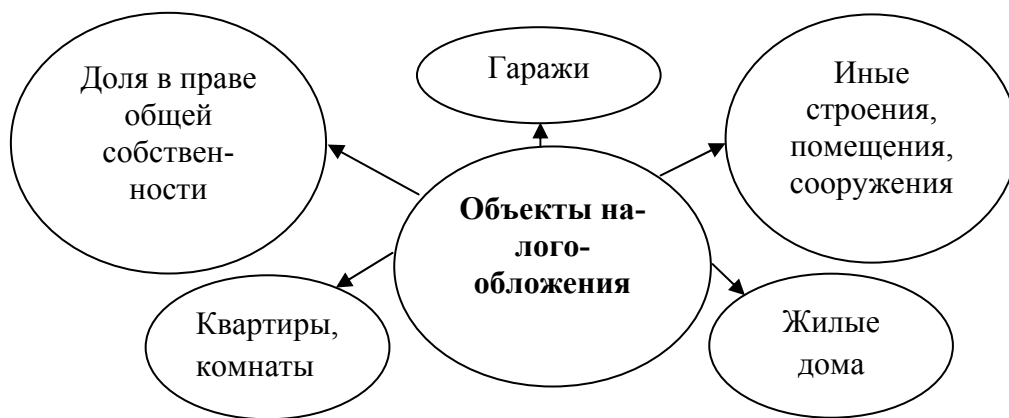 Доля в праве
общей
собствен-
ности
Гаражи
Иные
строения,
помещения,
сооружения
Объекты на-
лого-
обложения
Квартиры,
комнаты
Жилые
дома